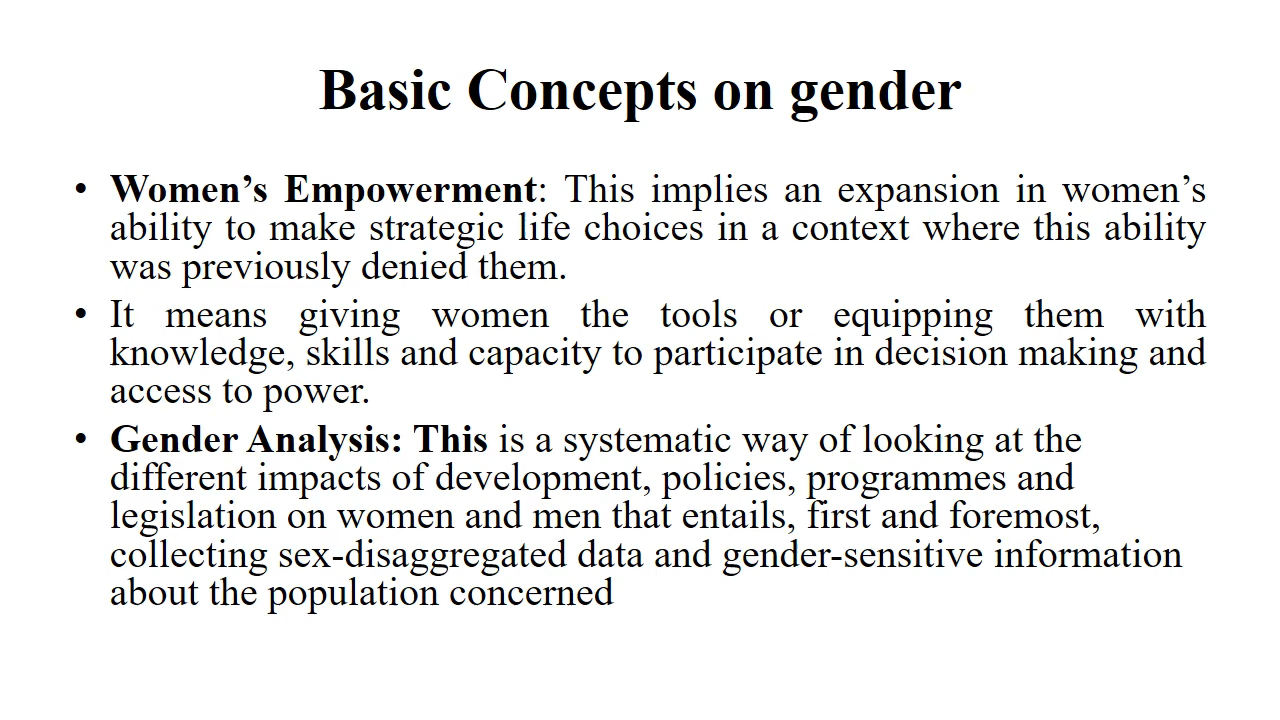 Basic Concepts on gender
• Women’s Empowerment: This implies an expansion in women’s
ability to make strategic life choices in a context where this ability
was previously denied them.
• It means giving women the tools or equipping them with
knowledge, skills and capacity to participate in decision making and
access to power.
• Gender Analysis: This is a systematic way of looking at the
different impacts of development, policies, programmes and
legislation on women and men that entails, first and foremost,
collecting sex-disaggregated data and gender-sensitive information
about the population concerned